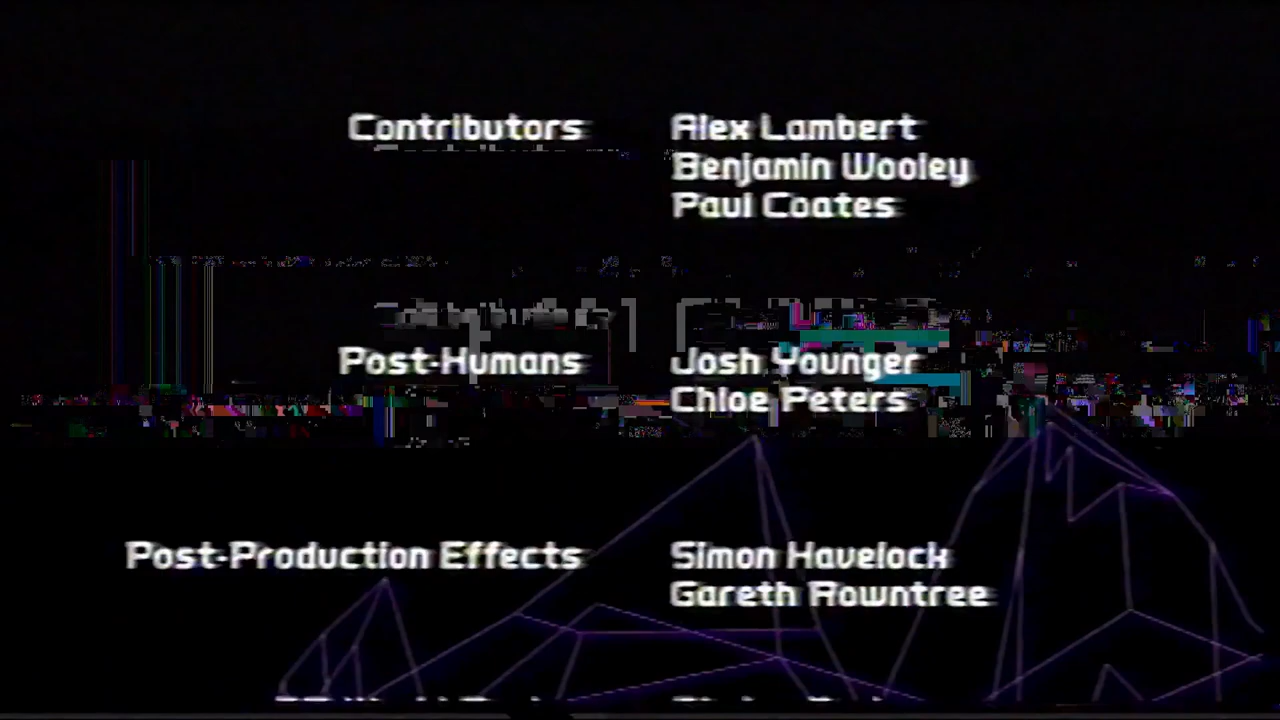 Contributors Alex Lambert
Benjamin Wooley
Paul Coates
Post-Humans Josh Younger
Chloe Peters
Post-Production Effects Simon Havelock
Gareth Rowntree